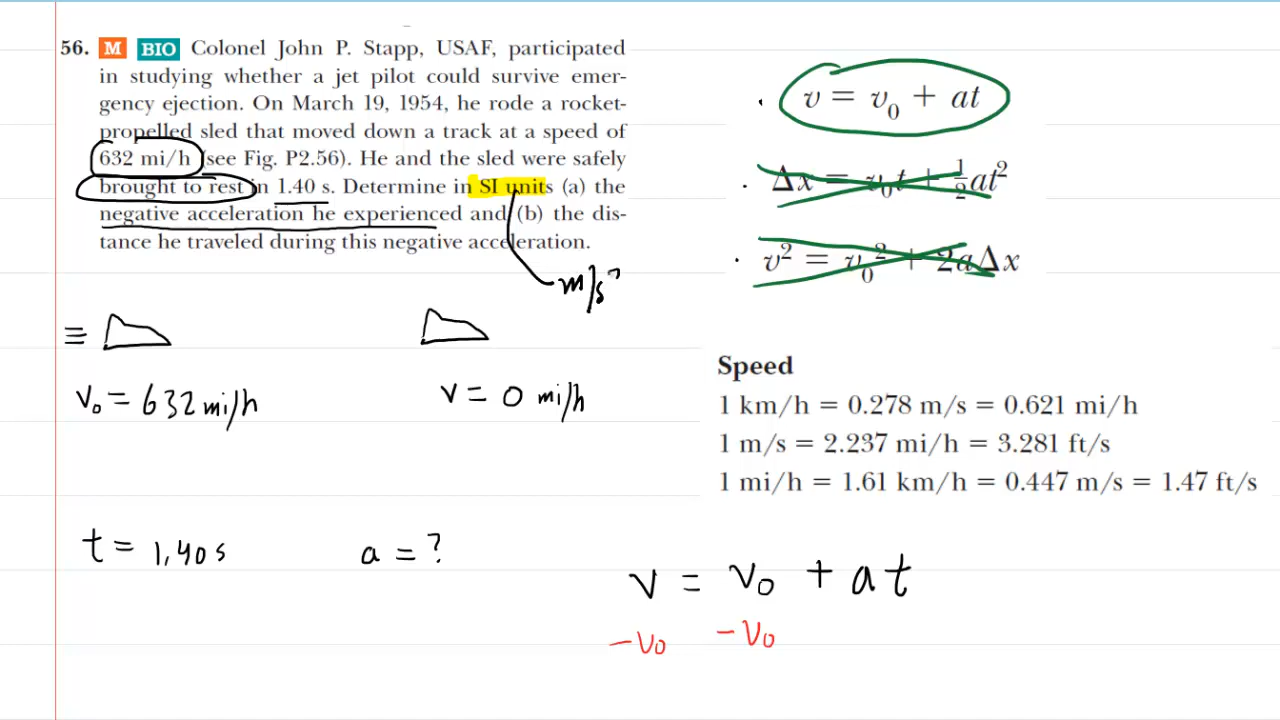 56. M BIO Colonel John P. Stapp, USAF, participated
in studying whether a jet pilot could survive emer-
gency ejection. On March 19, 1954, he rode a rocket-
propelled sled that moved down a track at a speed of
632 mi/h (see Fig. P2.56). He and the sled were safely
brought to rest in 1.40 s. Determine in SI units (a) the
negative acceleration he experienced and (b) the dis-
tance he traveled during this negative acceleration.
m/s²
v₀ = 632 mi/h
v = 0 mi/h
t = 1.40 s
a = ?
· v = v₀ + at
· Δx = v₀t + ½at²
· v² = v₀² + 2aΔx
Speed
1 km/h = 0.278 m/s = 0.621 mi/h
1 m/s = 2.237 mi/h = 3.281 ft/s
1 mi/h = 1.61 km/h = 0.447 m/s = 1.47 ft/s
v = v₀ + at
-v₀ -v₀